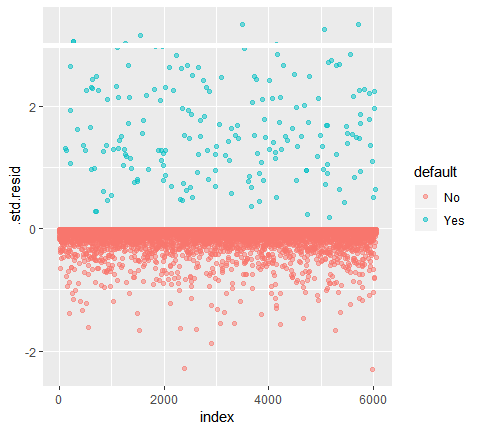 .std.resid
2
0
-2
0
2000
4000
6000
index
default
No
Yes